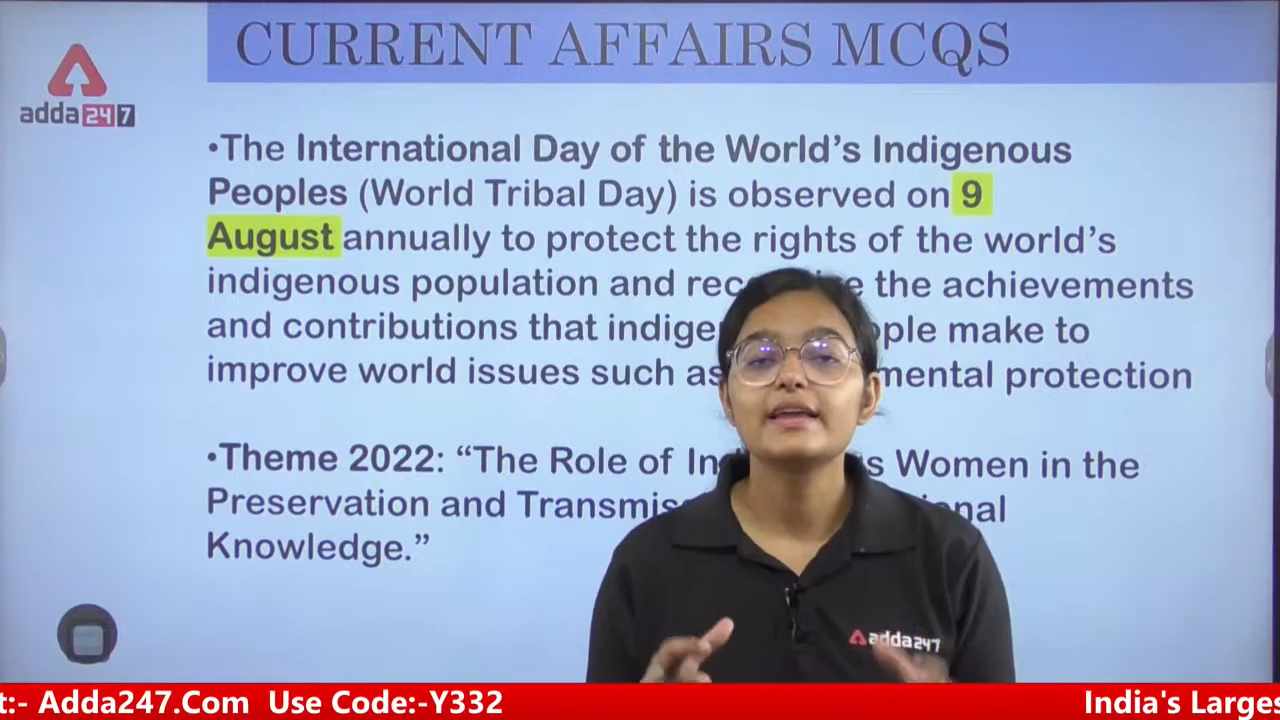 CURRENT AFFAIRS MCQS
adda247
•The International Day of the World's Indigenous
Peoples (World Tribal Day) is observed on 9
August annually to protect the rights of the world's
indigenous population and the achievements
and contributions that make to
improve world issues such as protection
•Theme 2022: “The Role of Women in the
Preservation and
Knowledge.”
adda247
t:- Adda247.Com Use Code:-Y332
India's Larges